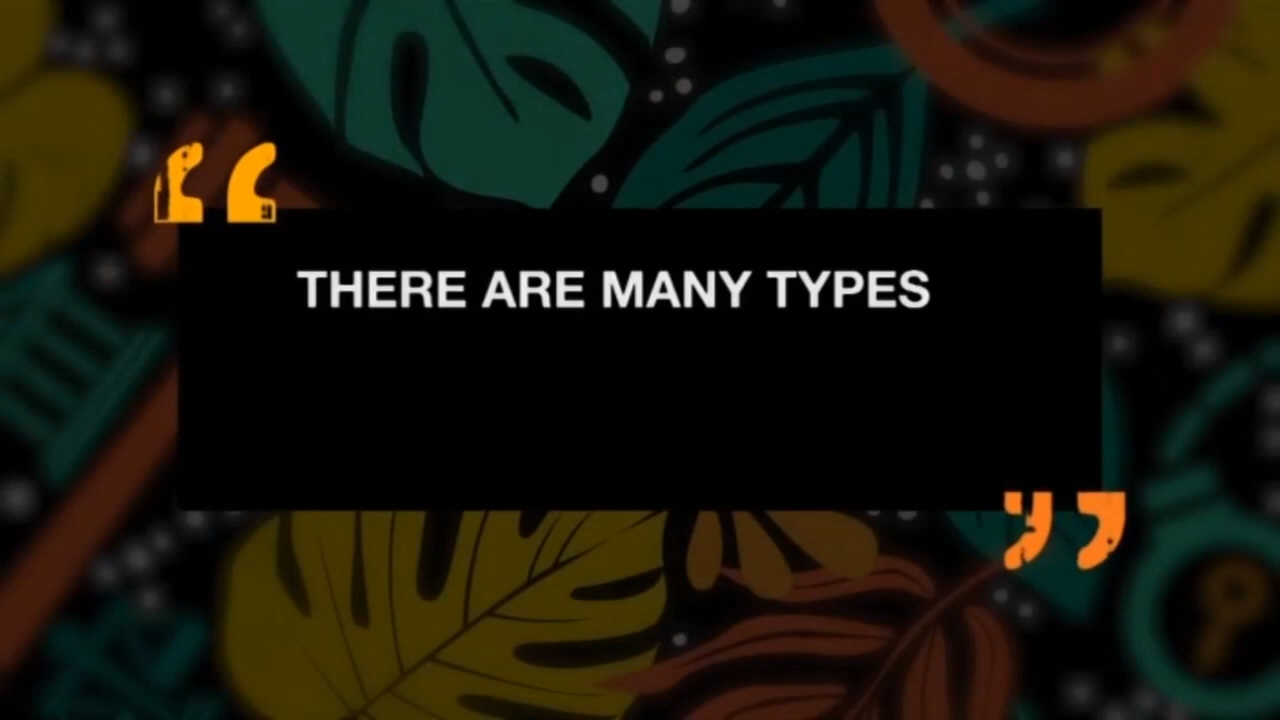 “
THERE ARE MANY TYPES
”